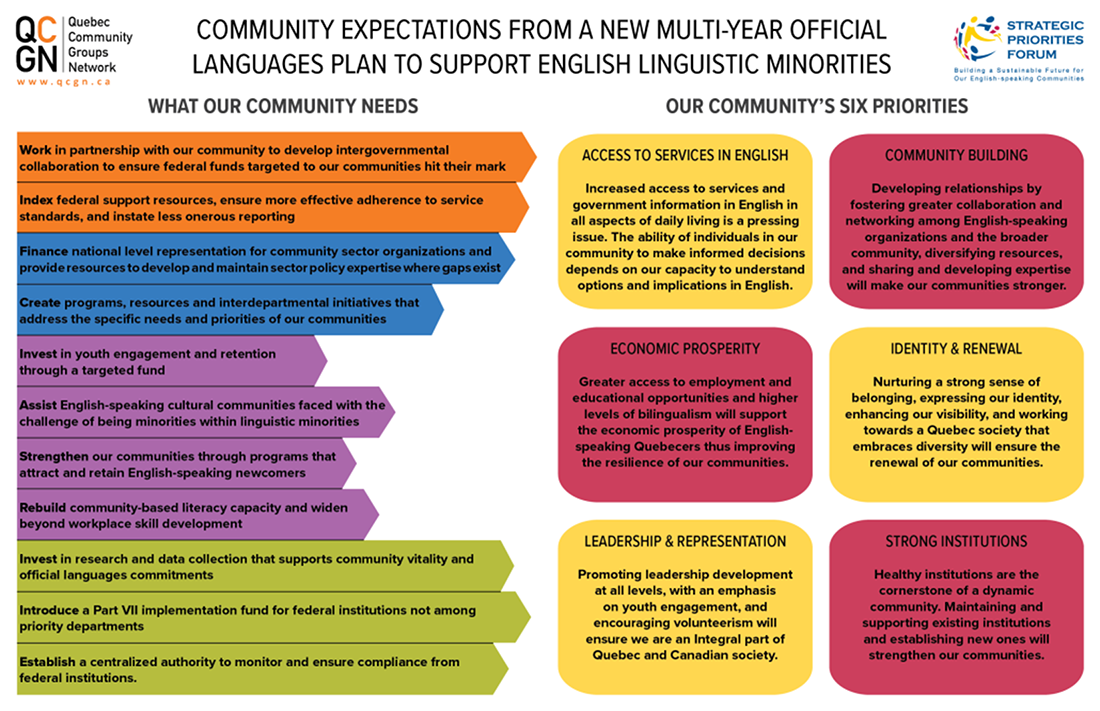 QC
GN
Quebec
Community
Groups
Network
www.qcgn.ca
COMMUNITY EXPECTATIONS FROM A NEW MULTI-YEAR OFFICIAL
LANGUAGES PLAN TO SUPPORT ENGLISH LINGUISTIC MINORITIES
STRATEGIC
PRIORITIES
FORUM
Building a Sustainable Future for
Our English-speaking Communities
WHAT OUR COMMUNITY NEEDS
Work in partnership with our community to develop intergovernmental
collaboration to ensure federal funds targeted to our communities hit their mark
Index federal support resources, ensure more effective adherence to service
standards, and instate less onerous reporting
Finance national level representation for community sector organizations and
provide resources to develop and maintain sector policy expertise where gaps exist
Create programs, resources and interdepartmental initiatives that
address the specific needs and priorities of our communities
Invest in youth engagement and retention
through a targeted fund
Assist English-speaking cultural communities faced with the
challenge of being minorities within linguistic minorities
Strengthen our communities through programs that
attract and retain English-speaking newcomers
Rebuild community-based literacy capacity and widen
beyond workplace skill development
Invest in research and data collection that supports community vitality and
official languages commitments
Introduce a Part VII implementation fund for federal institutions not among
priority departments
Establish a centralized authority to monitor and ensure compliance from
federal institutions.
OUR COMMUNITY'S SIX PRIORITIES
ACCESS TO SERVICES IN ENGLISH
Increased access to services and
government information in English in
all aspects of daily living is a pressing
issue. The ability of individuals in our
community to make informed decisions
depends on our capacity to understand
options and implications in English.
COMMUNITY BUILDING
Developing relationships by
fostering greater collaboration and
networking among English-speaking
organizations and the broader
community, diversifying resources,
and sharing and developing expertise
will make our communities stronger.
ECONOMIC PROSPERITY
Greater access to employment and
educational opportunities and higher
levels of bilingualism will support
the economic prosperity of English-
speaking Quebecers thus improving
the resilience of our communities.
IDENTITY & RENEWAL
Nurturing a strong sense of
belonging, expressing our identity,
enhancing our visibility, and working
towards a Quebec society that
embraces diversity will ensure the
renewal of our communities.
LEADERSHIP & REPRESENTATION
Promoting leadership development
at all levels, with an emphasis
on youth engagement, and
encouraging volunteerism will
ensure we are an Integral part of
Quebec and Canadian society.
STRONG INSTITUTIONS
Healthy institutions are the
cornerstone of a dynamic
community. Maintaining and
supporting existing institutions
and establishing new ones will
strengthen our communities.